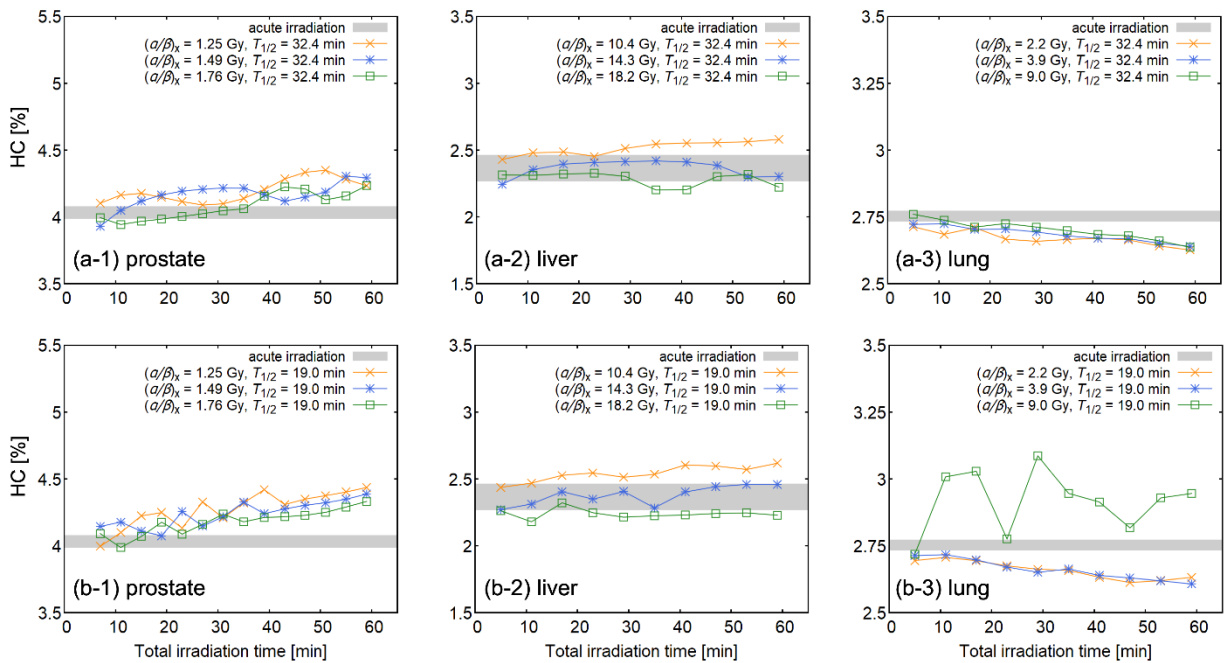 5.5
5
4.5
4
3.5
HC [%]
acute irradiation
(α/β)x = 1.25 Gy, T1/2 = 32.4 min
(α/β)x = 1.49 Gy, T1/2 = 32.4 min
(α/β)x = 1.76 Gy, T1/2 = 32.4 min
(a-1) prostate
0 10 20 30 40 50 60
3.5
3
2.5
2
1.5
acute irradiation
(α/β)x = 10.4 Gy, T1/2 = 32.4 min
(α/β)x = 14.3 Gy, T1/2 = 32.4 min
(α/β)x = 18.2 Gy, T1/2 = 32.4 min
(a-2) liver
0 10 20 30 40 50 60
3.5
3.25
3
2.75
2.5
acute irradiation
(α/β)x = 2.2 Gy, T1/2 = 32.4 min
(α/β)x = 3.9 Gy, T1/2 = 32.4 min
(α/β)x = 9.0 Gy, T1/2 = 32.4 min
(a-3) lung
0 10 20 30 40 50 60
5.5
5
4.5
4
3.5
HC [%]
acute irradiation
(α/β)x = 1.25 Gy, T1/2 = 19.0 min
(α/β)x = 1.49 Gy, T1/2 = 19.0 min
(α/β)x = 1.76 Gy, T1/2 = 19.0 min
(b-1) prostate
0 10 20 30 40 50 60
Total irradiation time [min]
3.5
3
2.5
2
1.5
acute irradiation
(α/β)x = 10.4 Gy, T1/2 = 19.0 min
(α/β)x = 14.3 Gy, T1/2 = 19.0 min
(α/β)x = 18.2 Gy, T1/2 = 19.0 min
(b-2) liver
0 10 20 30 40 50 60
Total irradiation time [min]
3.5
3.25
3
2.75
2.5
acute irradiation
(α/β)x = 2.2 Gy, T1/2 = 19.0 min
(α/β)x = 3.9 Gy, T1/2 = 19.0 min
(α/β)x = 9.0 Gy, T1/2 = 19.0 min
(b-3) lung
0 10 20 30 40 50 60
Total irradiation time [min]